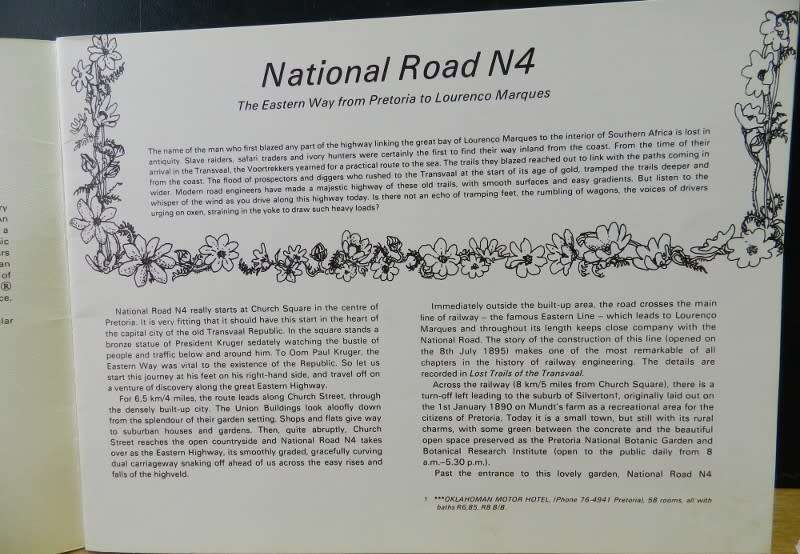 ry
An
a
ic
rs
an
of
®
ce,
lar
National Road N4
The Eastern Way from Pretoria to Lourenco Marques
The name of the man who first blazed any part of the highway linking the great bay of Lourenco Marques to the interior of Southern Africa is lost in
antiquity. Slave raiders, safari traders and ivory hunters were certainly the first to find their way inland from the coast. From the time of their
arrival in the Transvaal, the Voortrekkers yearned for a practical route to the sea. The trails they blazed reached out to link with the paths coming in
from the coast. The flood of prospectors and diggers who rushed to the Transvaal at the start of its age of gold, tramped the trails deeper and
wider. Modern road engineers have made a majestic highway of these old trails, with smooth surfaces and easy gradients. But listen to the
whisper of the wind as you drive along this highway today. Is there not an echo of tramping feet, the rumbling of wagons, the voices of drivers
urging on oxen, straining in the yoke to draw such heavy loads?
National Road N4 really starts at Church Square in the centre of
Pretoria. It is very fitting that it should have this start in the heart of
the capital city of the old Transvaal Republic. In the square stands a
bronze statue of President Kruger sedately watching the bustle of
people and traffic below and around him. To Oom Paul Kruger, the
Eastern Way was vital to the existence of the Republic. So let us
start this journey at his feet on his right-hand side, and travel off on
a venture of discovery along the great Eastern Highway.
For 6,5 km/4 miles, the route leads along Church Street, through
the densely built-up city. The Union Buildings look aloofly down
from the splendour of their garden setting. Shops and flats give way
to suburban houses and gardens. Then, quite abruptly, Church
Street reaches the open countryside and National Road N4 takes
over as the Eastern Highway, its smoothly graded, gracefully curving
dual carriageway snaking off ahead of us across the easy rises and
falls of the highveld.
Immediately outside the built-up area, the road crosses the main
line of railway – the famous Eastern Line – which leads to Lourenco
Marques and throughout its length keeps close company with the
National Road. The story of the construction of this line (opened on
the 8th July 1895) makes one of the most remarkable of all
chapters in the history of railway engineering. The details are
recorded in Lost Trails of the Transvaal.
Across the railway (8 km/5 miles from Church Square), there is a
turn-off left leading to the suburb of Silverton†, originally laid out on
the 1st January 1890 on Mundt's farm as a recreational area for the
citizens of Pretoria. Today it is a small town, but still with its rural
charms, with some green between the concrete and the beautiful
open space preserved as the Pretoria National Botanic Garden and
Botanical Research Institute (open to the public daily from 8
a.m.–5.30 p.m.).
Past the entrance to this lovely garden, National Road N4
† ***OKLAHOMAN MOTOR HOTEL, (Phone 76-4941 Pretoria), 58 rooms, all with
baths R6,85, R8 B/B.